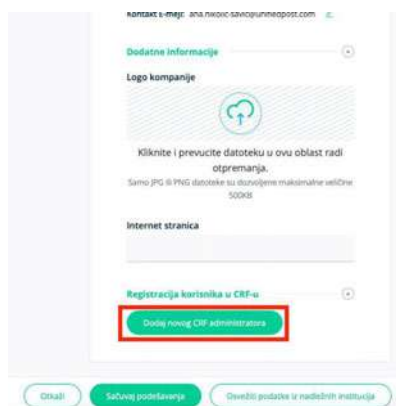 Kontakt E-mejl: ana.nikolic-savic@unifiedpost.com
Dodatne informacije
Logo kompanije
Kliknite i prevucite datoteku u ovu oblast radi
otpremanja.
Samo JPG ili PNG datoteke su dozvoljene maksimalne veličine
500KB
Internet stranica
Registracija korisnika u CRF-u
Dodaj novog CRF administratora
Otkaži
Sačuvaj podešavanja
Osvežiti podatke iz nadležnih institucija